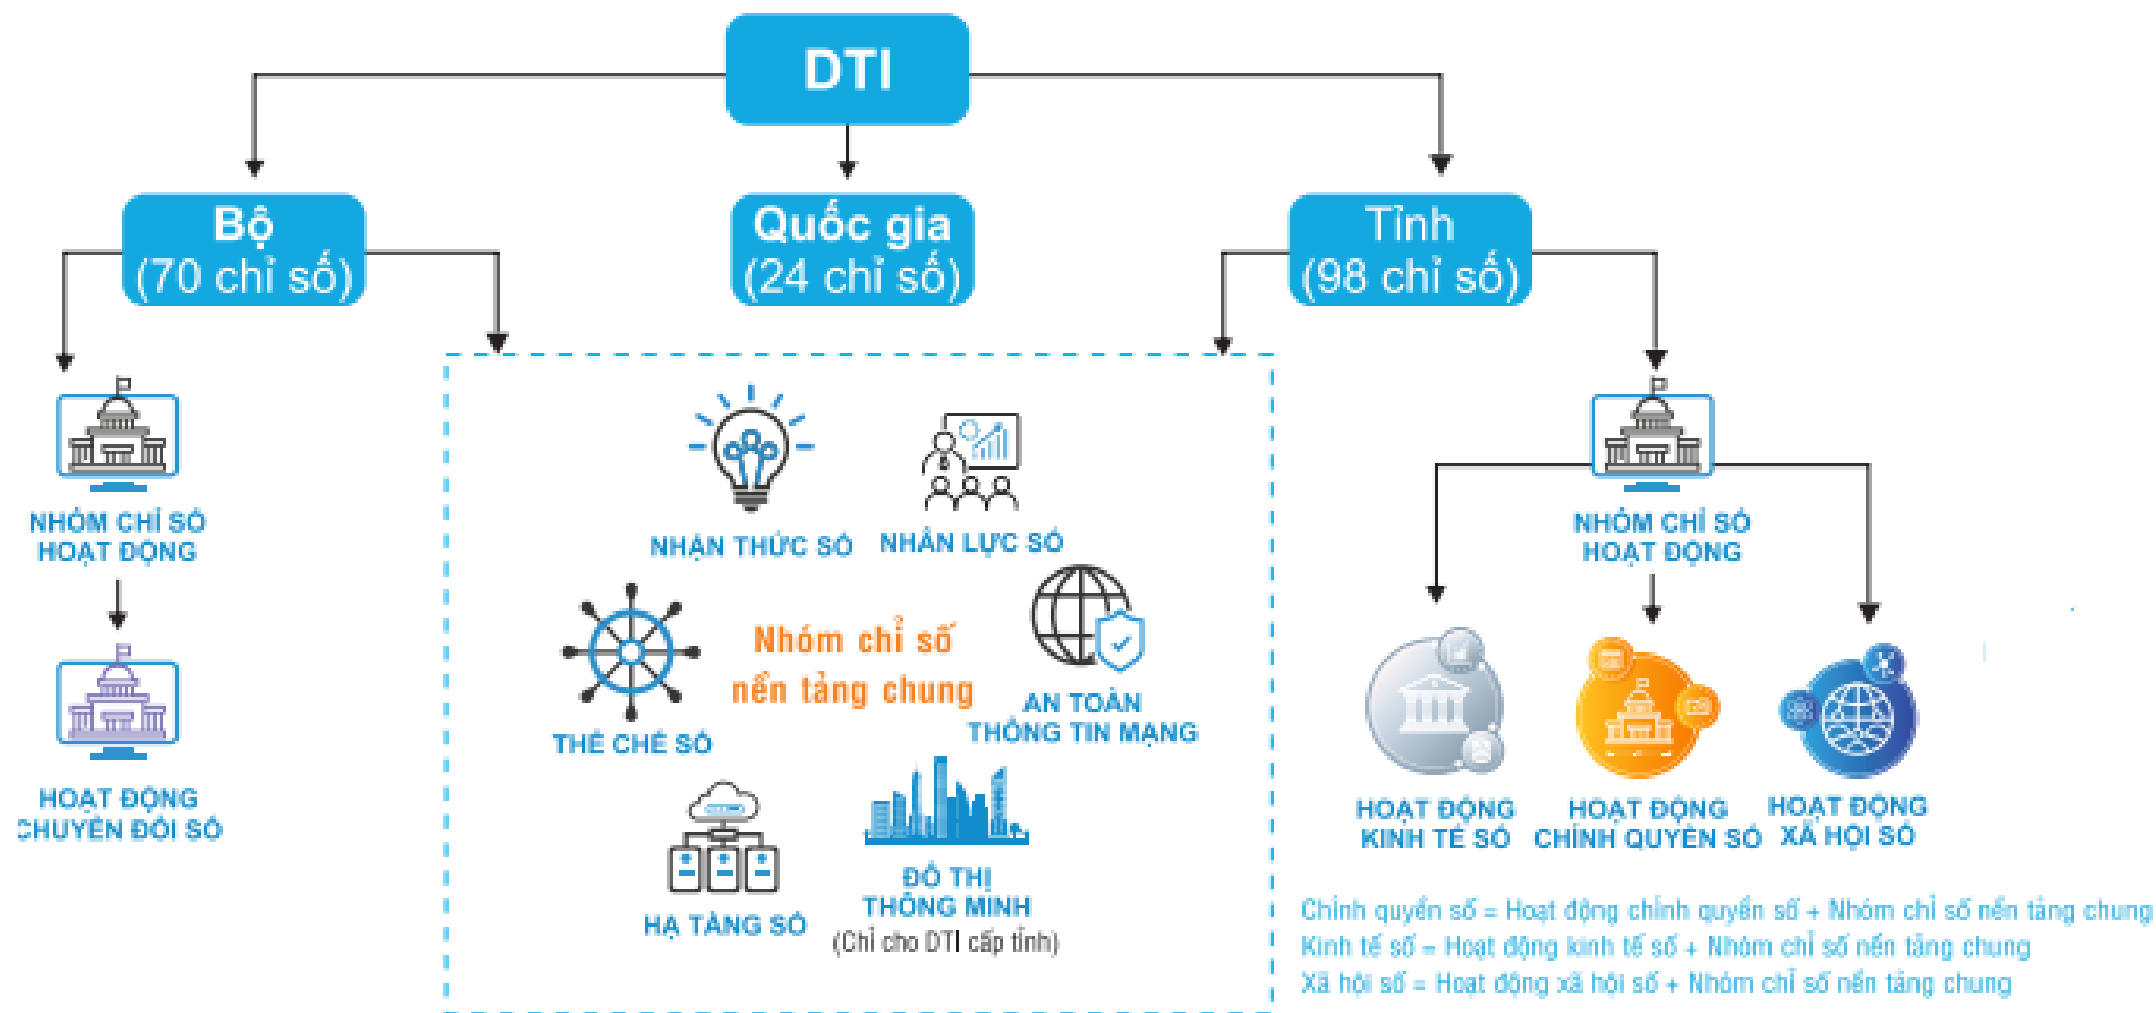 DTI
Bộ
(70 chỉ số)
Quốc gia
(24 chỉ số)
Tỉnh
(98 chỉ số)
NHÓM CHỈ SỐ
HOẠT ĐỘNG
HOẠT ĐỘNG
CHUYỂN ĐỔI SỐ
NHẬN THỨC SỐ
NHÂN LỰC SỐ
Nhóm chỉ số
nền tảng chung
THỂ CHẾ SỐ
AN TOÀN
THÔNG TIN MẠNG
HẠ TẦNG SỐ
ĐÔ THỊ
THÔNG MINH
(Chỉ cho DTI cấp tỉnh)
NHÓM CHỈ SỐ
HOẠT ĐỘNG
HOẠT ĐỘNG
KINH TẾ SỐ
HOẠT ĐỘNG
CHÍNH QUYỀN SỐ
HOẠT ĐỘNG
XÃ HỘI SỐ
Chính quyền số = Hoạt động chính quyền số + Nhóm chỉ số nền tảng chung
Kinh tế số = Hoạt động kinh tế số + Nhóm chỉ số nền tảng chung
Xã hội số = Hoạt động xã hội số + Nhóm chỉ số nền tảng chung